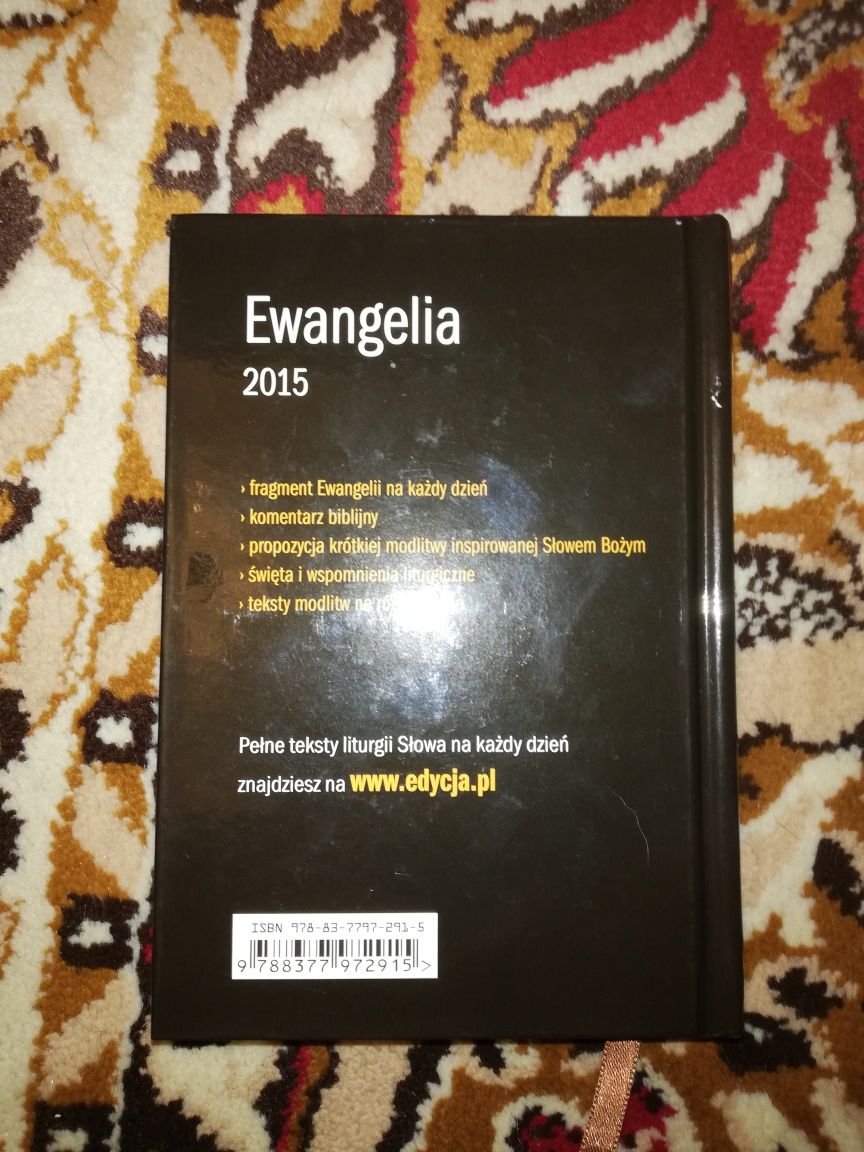 Ewangelia
2015
› fragment Ewangelii na każdy dzień
› komentarz biblijny
› propozycja krótkiej modlitwy inspirowanej Słowem Bożym
› święta i wspomnienia liturgiczne
› teksty modlitw na
Pełne teksty liturgii Słowa na każdy dzień
znajdziesz na www.edycja.pl
ISBN 978-83-7797-291-5
9 788377 972915 >